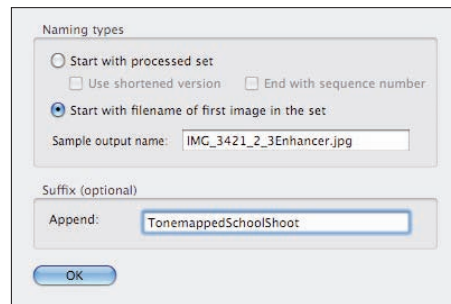 Naming types
Start with processed set
Use shortened version End with sequence number
Start with filename of first image in the set
Sample output name: IMG_3421_2_3Enhancer.jpg
Suffix (optional)
Append: TonemappedSchoolShoot
OK